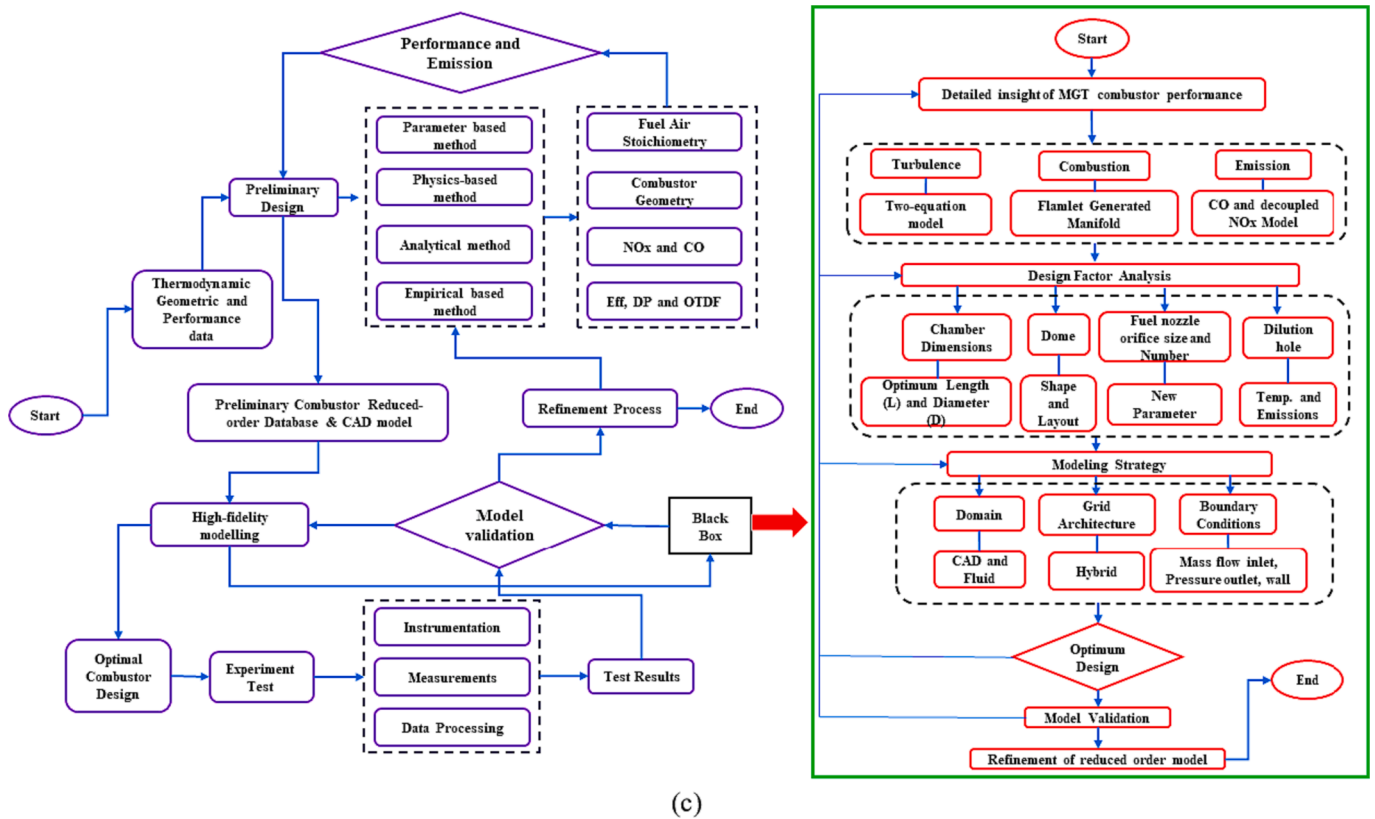 Performance and
Emission
Parameter based
method
Physics-based
method
Analytical method
Empirical based
method
Fuel Air
Stoichiometry
Combustor
Geometry
NOx and CO
Eff, DP and OTDF
Preliminary
Design
Thermodynamic
Geometric and
Performance
data
Start
Preliminary Combustor Reduced-
order Database & CAD model
Refinement Process
End
High-fidelity
modelling
Model
validation
Black
Box
Optimal
Combustor
Design
Experiment
Test
Instrumentation
Measurements
Data Processing
Test Results
Start
Detailed insight of MGT combustor performance
Turbulence
Two-equation
model
Combustion
Flamlet Generated
Manifold
Emission
CO and decoupled
NOx Model
Design Factor Analysis
Chamber
Dimensions
Optimum Length
(L) and Diameter
(D)
Dome
Shape
and
Layout
Fuel nozzle
orifice size and
Number
New
Parameter
Dilution
hole
Temp. and
Emissions
Modeling Strategy
Domain
CAD and
Fluid
Grid
Architecture
Hybrid
Boundary
Conditions
Mass flow inlet,
Pressure outlet, wall
Optimum
Design
End
Model Validation
Refinement of reduced order model
(c)